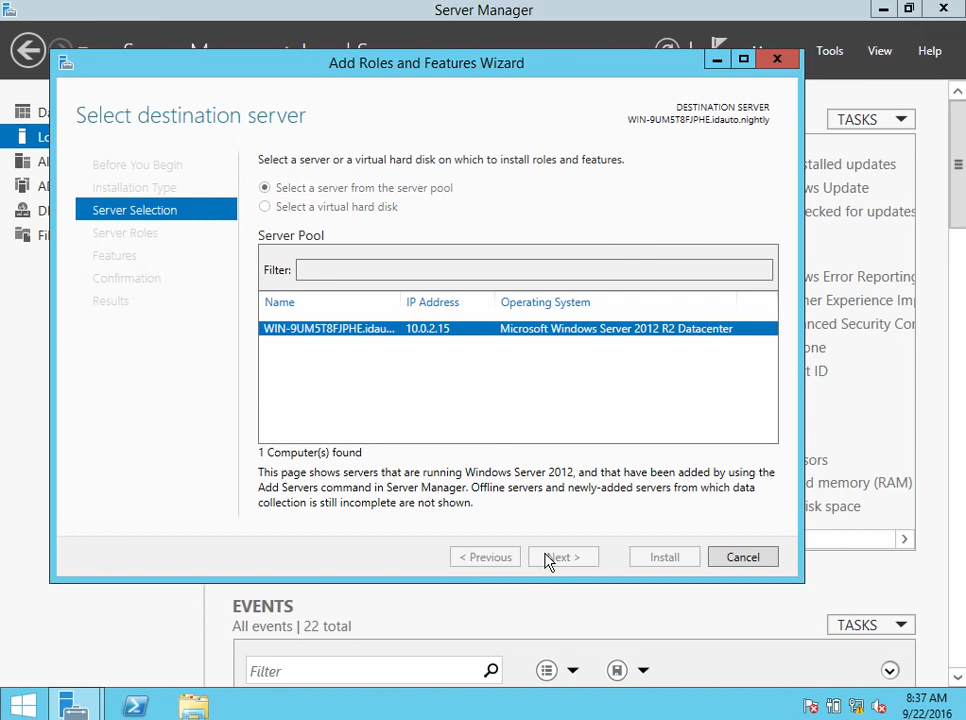 Server Manager
Tools View Help
Add Roles and Features Wizard
Select destination server
DESTINATION SERVER
WIN-9UM5T8FJPHE.idauto.nightly
Before You Begin
Installation Type
Server Selection
Server Roles
Features
Confirmation
Results
Select a server or a virtual hard disk on which to install roles and features.
Select a server from the server pool
Select a virtual hard disk
Server Pool
Filter:
Name IP Address Operating System
WIN-9UM5T8FJPHE.idau... 10.0.2.15 Microsoft Windows Server 2012 R2 Datacenter
1 Computer(s) found
This page shows servers that are running Windows Server 2012, and that have been added by using the
Add Servers command in Server Manager. Offline servers and newly-added servers from which data
collection is still incomplete are not shown.
< Previous Next > Install Cancel
TASKS
stalled updates
ws Update
ecked for updates
ws Error Reporting
er Experience Im
nced Security Co
one
t ID
sors
d memory (RAM)
isk space
EVENTS
All events | 22 total
TASKS
Filter
8:37 AM
9/22/2016